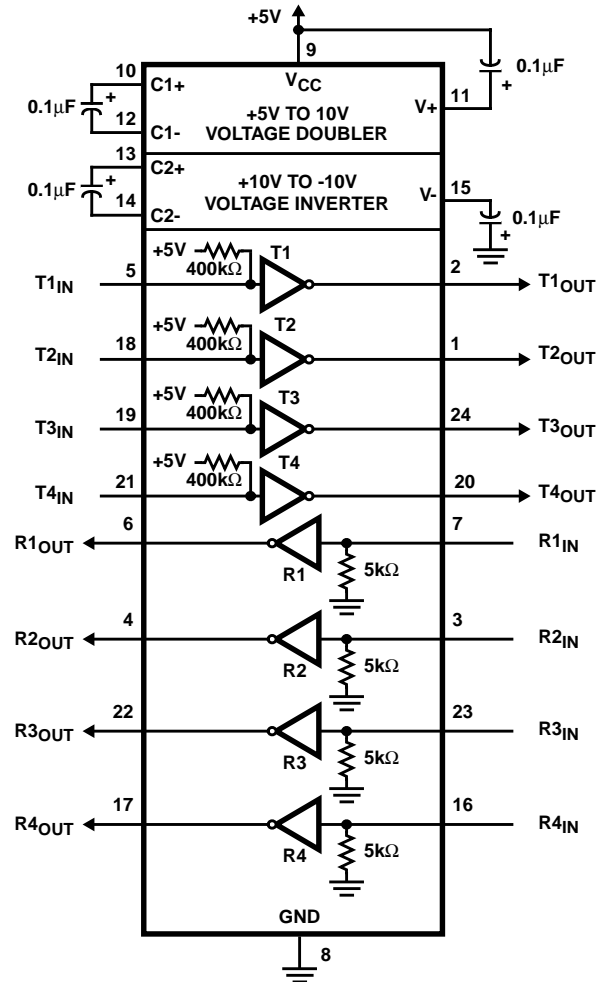 +5V
9
10
C1+
VCC
0.1μF
+
0.1μF
+
11
V+
+5V TO 10V
VOLTAGE DOUBLER
12
C1-
13
C2+
0.1μF
+
+10V TO -10V
VOLTAGE INVERTER
14
C2-
15
V-
0.1μF
+
+5V
400kΩ
T1
T1IN
5
2
T1OUT
+5V
400kΩ
T2
T2IN
18
1
T2OUT
+5V
400kΩ
T3
T3IN
19
24
T3OUT
+5V
400kΩ
T4
T4IN
21
20
T4OUT
R1OUT
6
7
R1IN
R1
5kΩ
R2OUT
4
3
R2IN
R2
5kΩ
R3OUT
22
23
R3IN
R3
5kΩ
R4OUT
17
16
R4IN
R4
5kΩ
GND
8